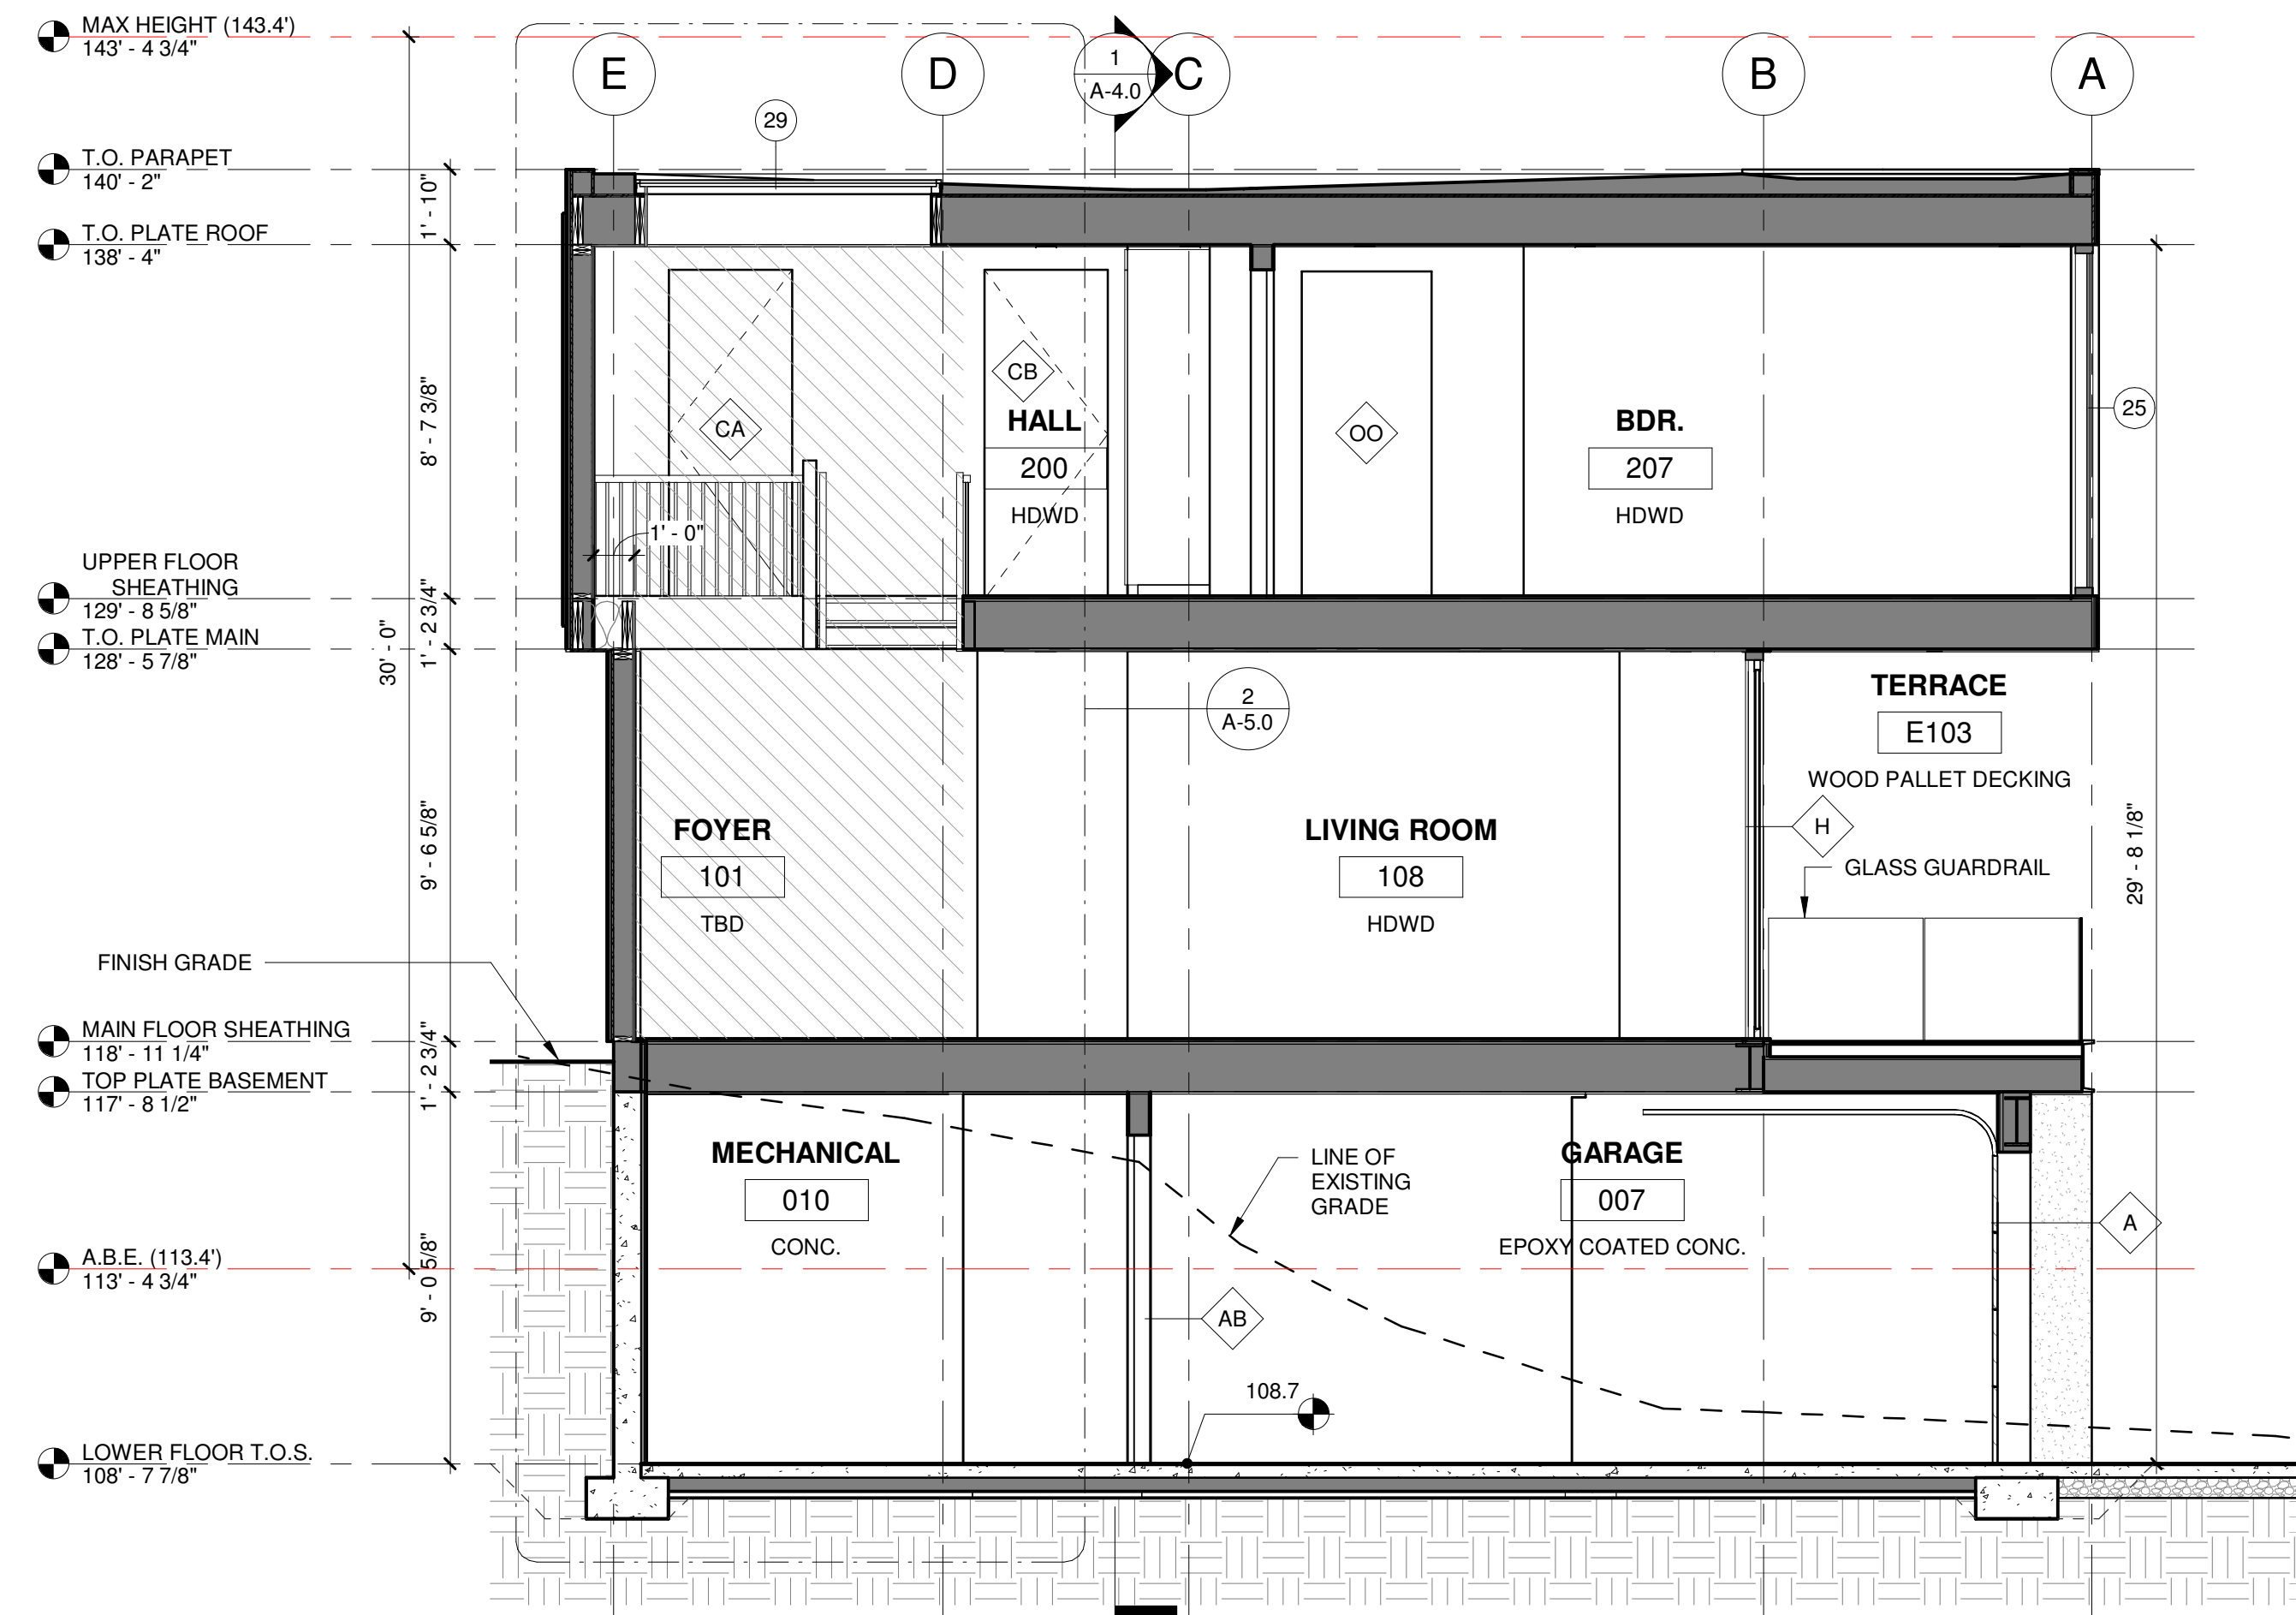 MAX HEIGHT (143.4')
143' - 4 3/4"
E
D
1
A-4.0
C
B
A
29
T.O. PARAPET
140' - 2"
1' - 10"
T.O. PLATE ROOF
138' - 4"
8' - 7 3/8"
CA
CB
HALL
200
HDWD
OO
BDR.
207
HDWD
25
1' - 0"
UPPER FLOOR
SHEATHING
129' - 8 5/8"
1' - 2 3/4"
T.O. PLATE MAIN
128' - 5 7/8"
30' - 0"
2
A-5.0
TERRACE
E103
WOOD PALLET DECKING
H
GLASS GUARDRAIL
29' - 8 1/8"
9' - 6 5/8"
FOYER
101
TBD
LIVING ROOM
108
HDWD
FINISH GRADE
MAIN FLOOR SHEATHING
118' - 11 1/4"
1' - 2 3/4"
TOP PLATE BASEMENT
117' - 8 1/2"
MECHANICAL
010
CONC.
LINE OF
EXISTING
GRADE
GARAGE
007
EPOXY COATED CONC.
A
A.B.E. (113.4')
113' - 4 3/4"
9' - 0 5/8"
AB
108.7
LOWER FLOOR T.O.S.
108' - 7 7/8"